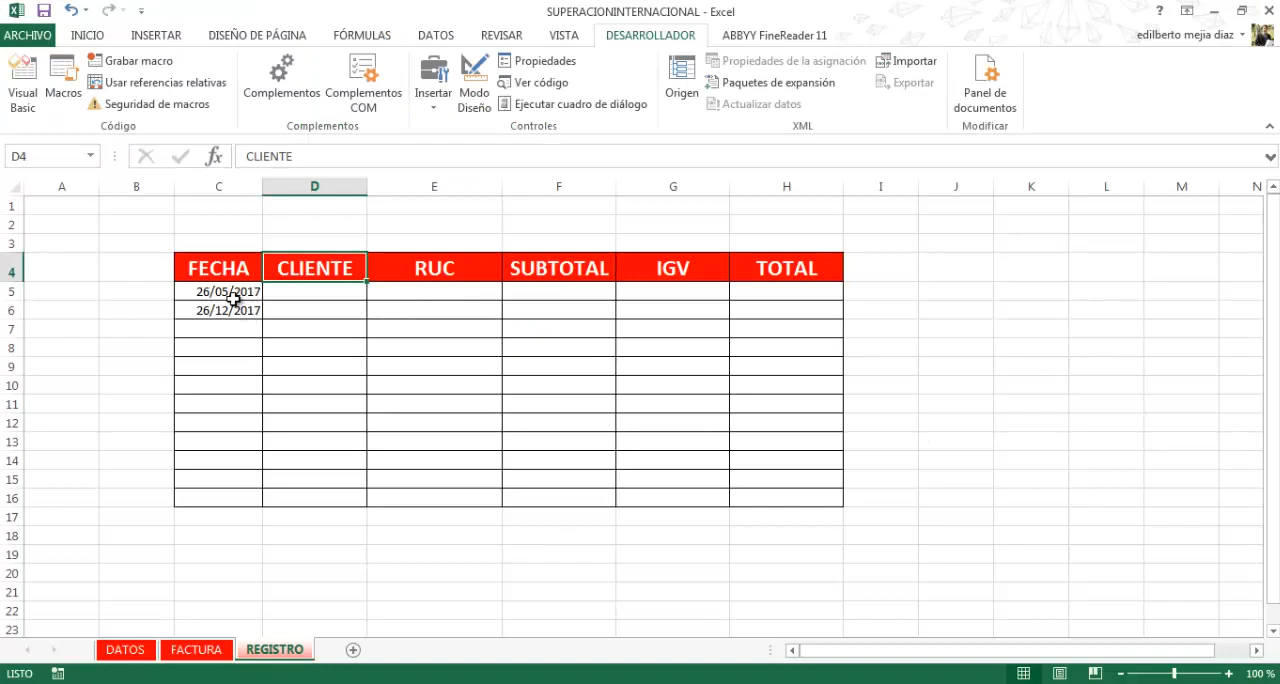 SUPERACIONINTERNACIONAL - Excel
?
ARCHIVO INICIO INSERTAR DISEÑO DE PÁGINA FÓRMULAS DATOS REVISAR VISTA DESARROLLADOR ABBYY FineReader 11 edilberto mejia diaz
Visual Basic
Macros
Grabar macro
Usar referencias relativas
Seguridad de macros
Código
Complementos
Complementos COM
Complementos
Insertar
Modo Diseño
Propiedades
Ver código
Ejecutar cuadro de diálogo
Controles
Origen
Propiedades de la asignación
Paquetes de expansión
Actualizar datos
Importar
Exportar
XML
Panel de documentos
Modificar
D4 fx CLIENTE
A B C D E F G H I J K L M N
1
2
3
4 FECHA CLIENTE RUC SUBTOTAL IGV TOTAL
5 26/05/2017
6 26/12/2017
7
8
9
10
11
12
13
14
15
16
17
18
19
20
21
22
23
DATOS FACTURA REGISTRO
LISTO 100 %